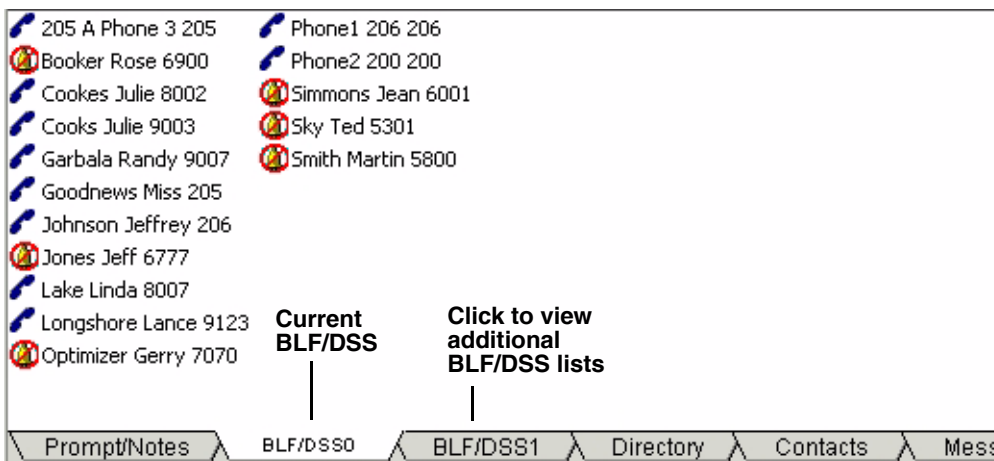 205 A Phone 3 205
Booker Rose 6900
Cookes Julie 8002
Cooks Julie 9003
Garbala Randy 9007
Goodnews Miss 205
Johnson Jeffrey 206
Jones Jeff 6777
Lake Linda 8007
Longshore Lance 9123
Optimizer Gerry 7070
Phone1 206 206
Phone2 200 200
Simmons Jean 6001
Sky Ted 5301
Smith Martin 5800
Current
BLF/DSS
Click to view
additional
BLF/DSS lists
Prompt/Notes BLF/DSS0 BLF/DSS1 Directory Contacts Mess